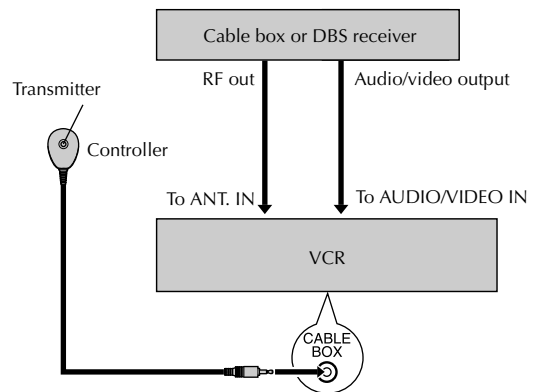 Cable box or DBS receiver
RF out
Audio/video output
Transmitter
Controller
To ANT. IN
To AUDIO/VIDEO IN
VCR
CABLE
BOX